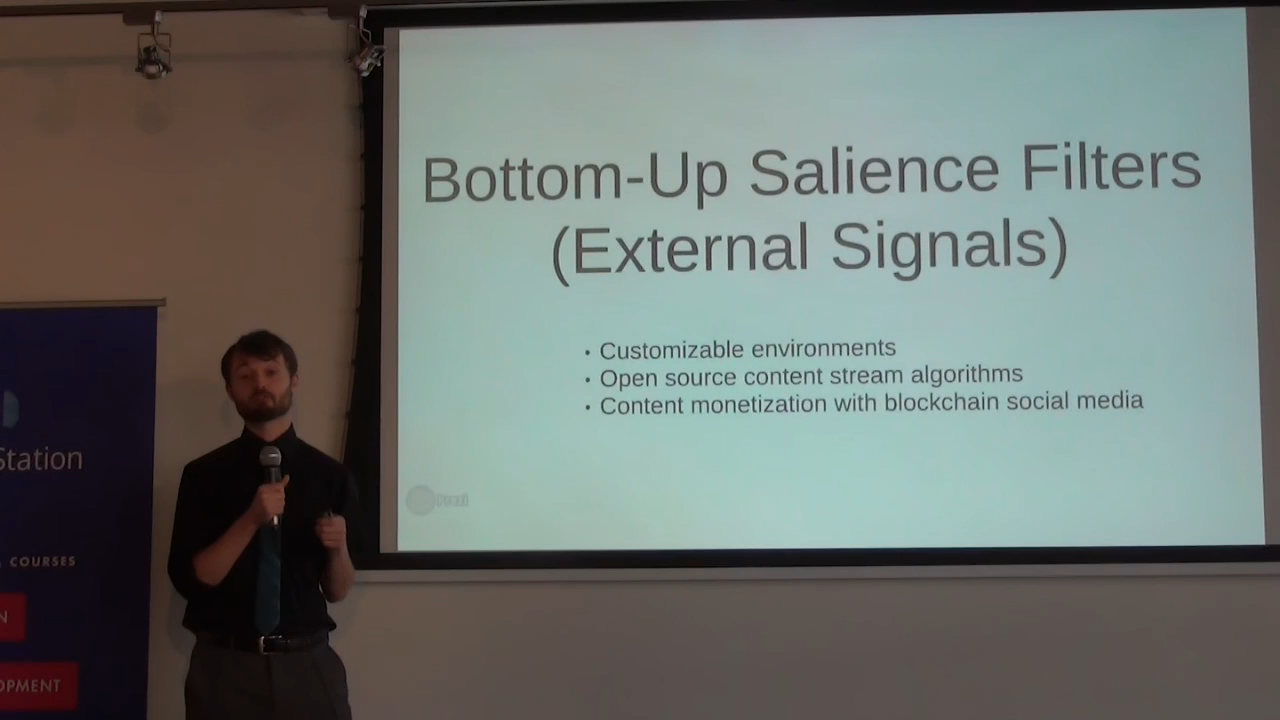 Bottom-Up Salience Filters
(External Signals)
• Customizable environments
• Open source content stream algorithms
• Content monetization with blockchain social media
Station
COURSES
N
OPMENT